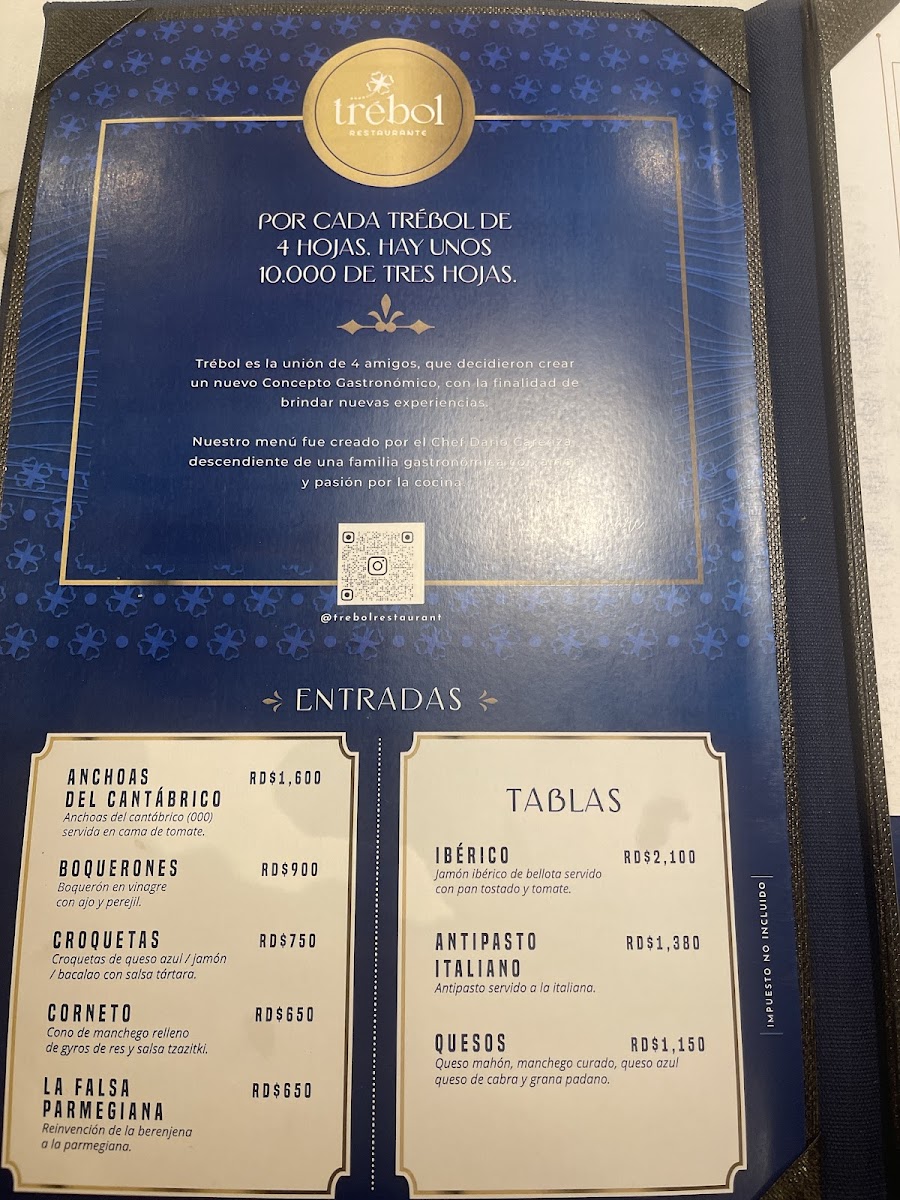 trébol
RESTAURANTE
POR CADA TRÉBOL DE
4 HOJAS, HAY UNOS
10.000 DE TRES HOJAS.
Trébol es la unión de 4 amigos, que decidieron crear
un nuevo Concepto Gastronómico, con la finalidad de
brindar nuevas experiencias.
Nuestro menú fue creado por el Chef Darío
descendiente de una familia gastronómica
y pasión por la cocina
@trebolrestaurant
ENTRADAS
ANCHOAS RD$1,600
DEL CANTÁBRICO
Anchoas del cantábrico (000)
servida en cama de tomate.
BOQUERONES RD$900
Boquerón en vinagre
con ajo y perejil.
CROQUETAS RD$750
Croquetas de queso azul / jamón
/ bacalao con salsa tártara.
CORNETO RD$650
Cono de manchego relleno
de gyros de res y salsa tzazitki.
LA FALSA RD$650
PARMEGIANA
Reinvención de la berenjena
a la parmegiana.
TABLAS
IBÉRICO RD$2,100
Jamón ibérico de bellota servido
con pan tostado y tomate.
ANTIPASTO RD$1,380
ITALIANO
Antipasto servido a la italiana.
QUESOS RD$1,150
Queso mahón, manchego curado, queso azul
queso de cabra y grana padano.
IMPUESTO NO INCLUIDO